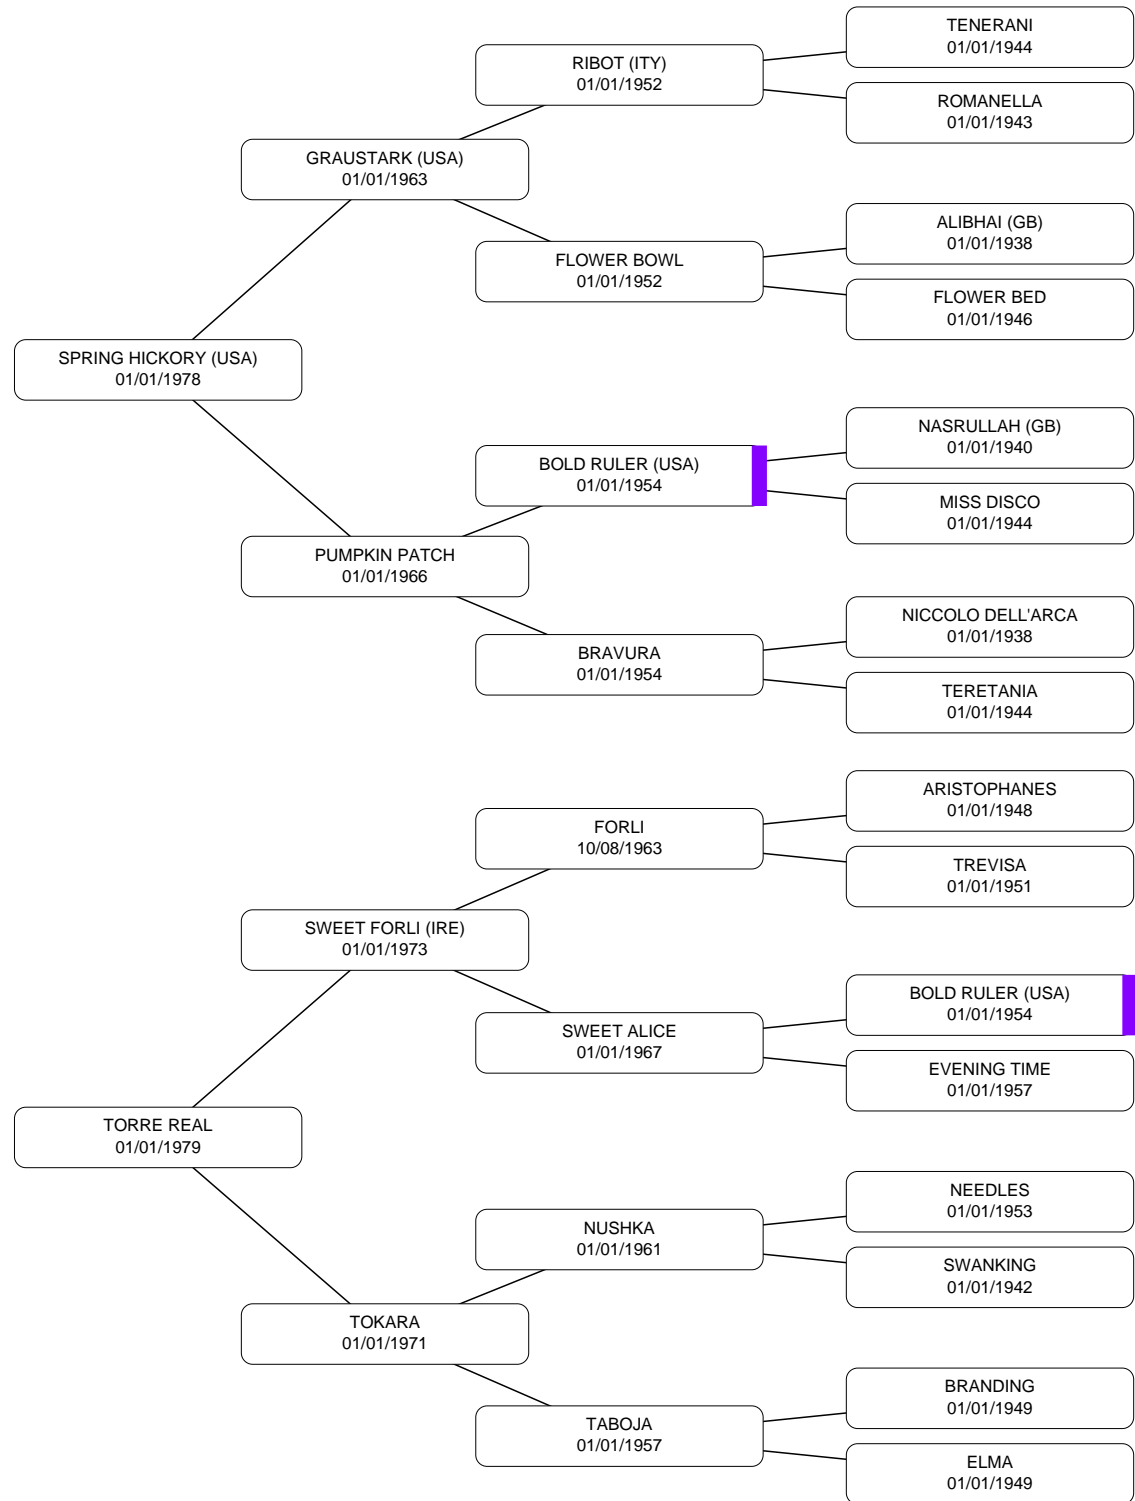 TENERANI
01/01/1944
RIBOT (ITY)
01/01/1952
ROMANELLA
01/01/1943
GRAUSTARK (USA)
01/01/1963
ALIBHAI (GB)
01/01/1938
FLOWER BOWL
01/01/1952
FLOWER BED
01/01/1946
SPRING HICKORY (USA)
01/01/1978
NASRULLAH (GB)
01/01/1940
BOLD RULER (USA)
01/01/1954
MISS DISCO
01/01/1944
PUMPKIN PATCH
01/01/1966
NICCOLO DELL'ARCA
01/01/1938
BRAVURA
01/01/1954
TERETANIA
01/01/1944
ARISTOPHANES
01/01/1948
FORLI
10/08/1963
TREVISA
01/01/1951
SWEET FORLI (IRE)
01/01/1973
BOLD RULER (USA)
01/01/1954
SWEET ALICE
01/01/1967
EVENING TIME
01/01/1957
TORRE REAL
01/01/1979
NEEDLES
01/01/1953
NUSHKA
01/01/1961
SWANKING
01/01/1942
TOKARA
01/01/1971
BRANDING
01/01/1949
TABOJA
01/01/1957
ELMA
01/01/1949